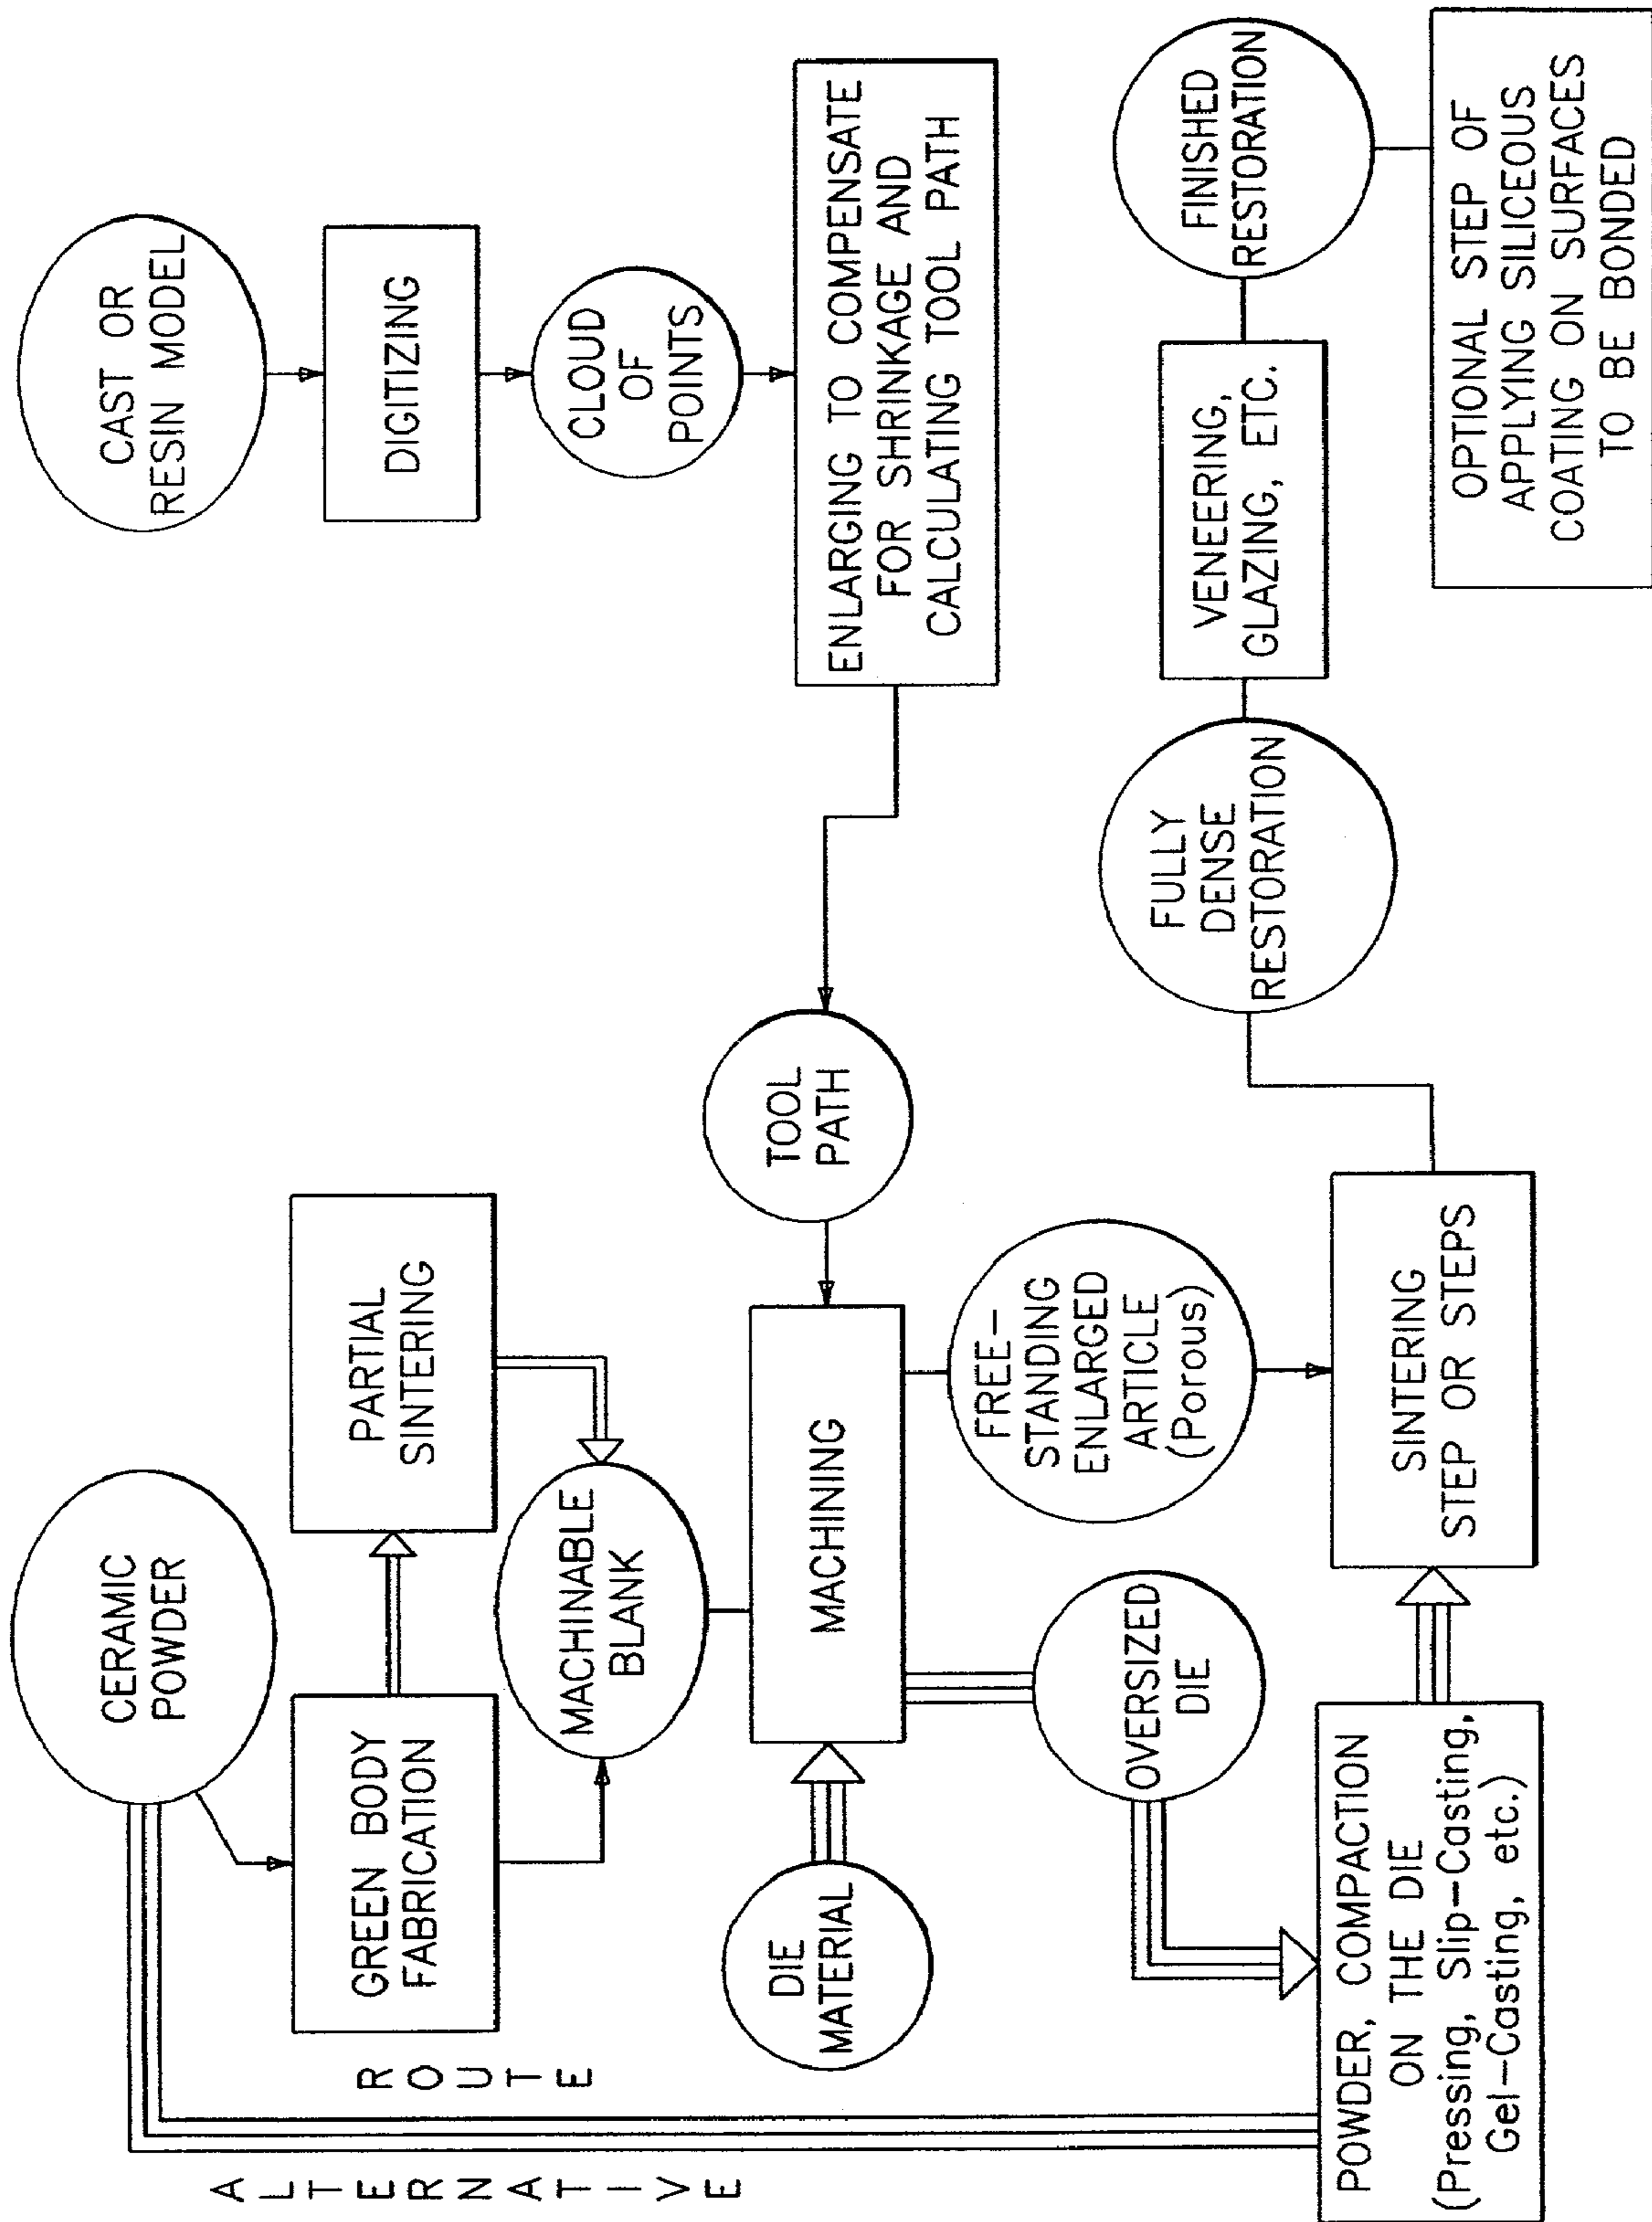 CAST OR
RESIN MODEL
DIGITIZING
CLOUD
OF
POINTS
ENLARGING TO COMPENSATE
FOR SHRINKAGE AND
CALCULATING TOOL PATH
TOOL
PATH
CERAMIC
POWDER
GREEN BODY
FABRICATION
PARTIAL
SINTERING
MACHINABLE
BLANK
DIE
MATERIAL
MACHINING
FREE-
STANDING
ENLARGED
ARTICLE
(Porous)
OVERSIZED
DIE
ALTERNATIVE
ROUTE
POWDER, COMPACTION
ON THE DIE
(Pressing, Slip-Casting,
Gel-Casting, etc.)
SINTERING
STEP OR STEPS
FULLY
DENSE
RESTORATION
VENEERING,
GLAZING, ETC.
FINISHED
RESTORATION
OPTIONAL STEP OF
APPLYING SILICEOUS
COATING ON SURFACES
TO BE BONDED